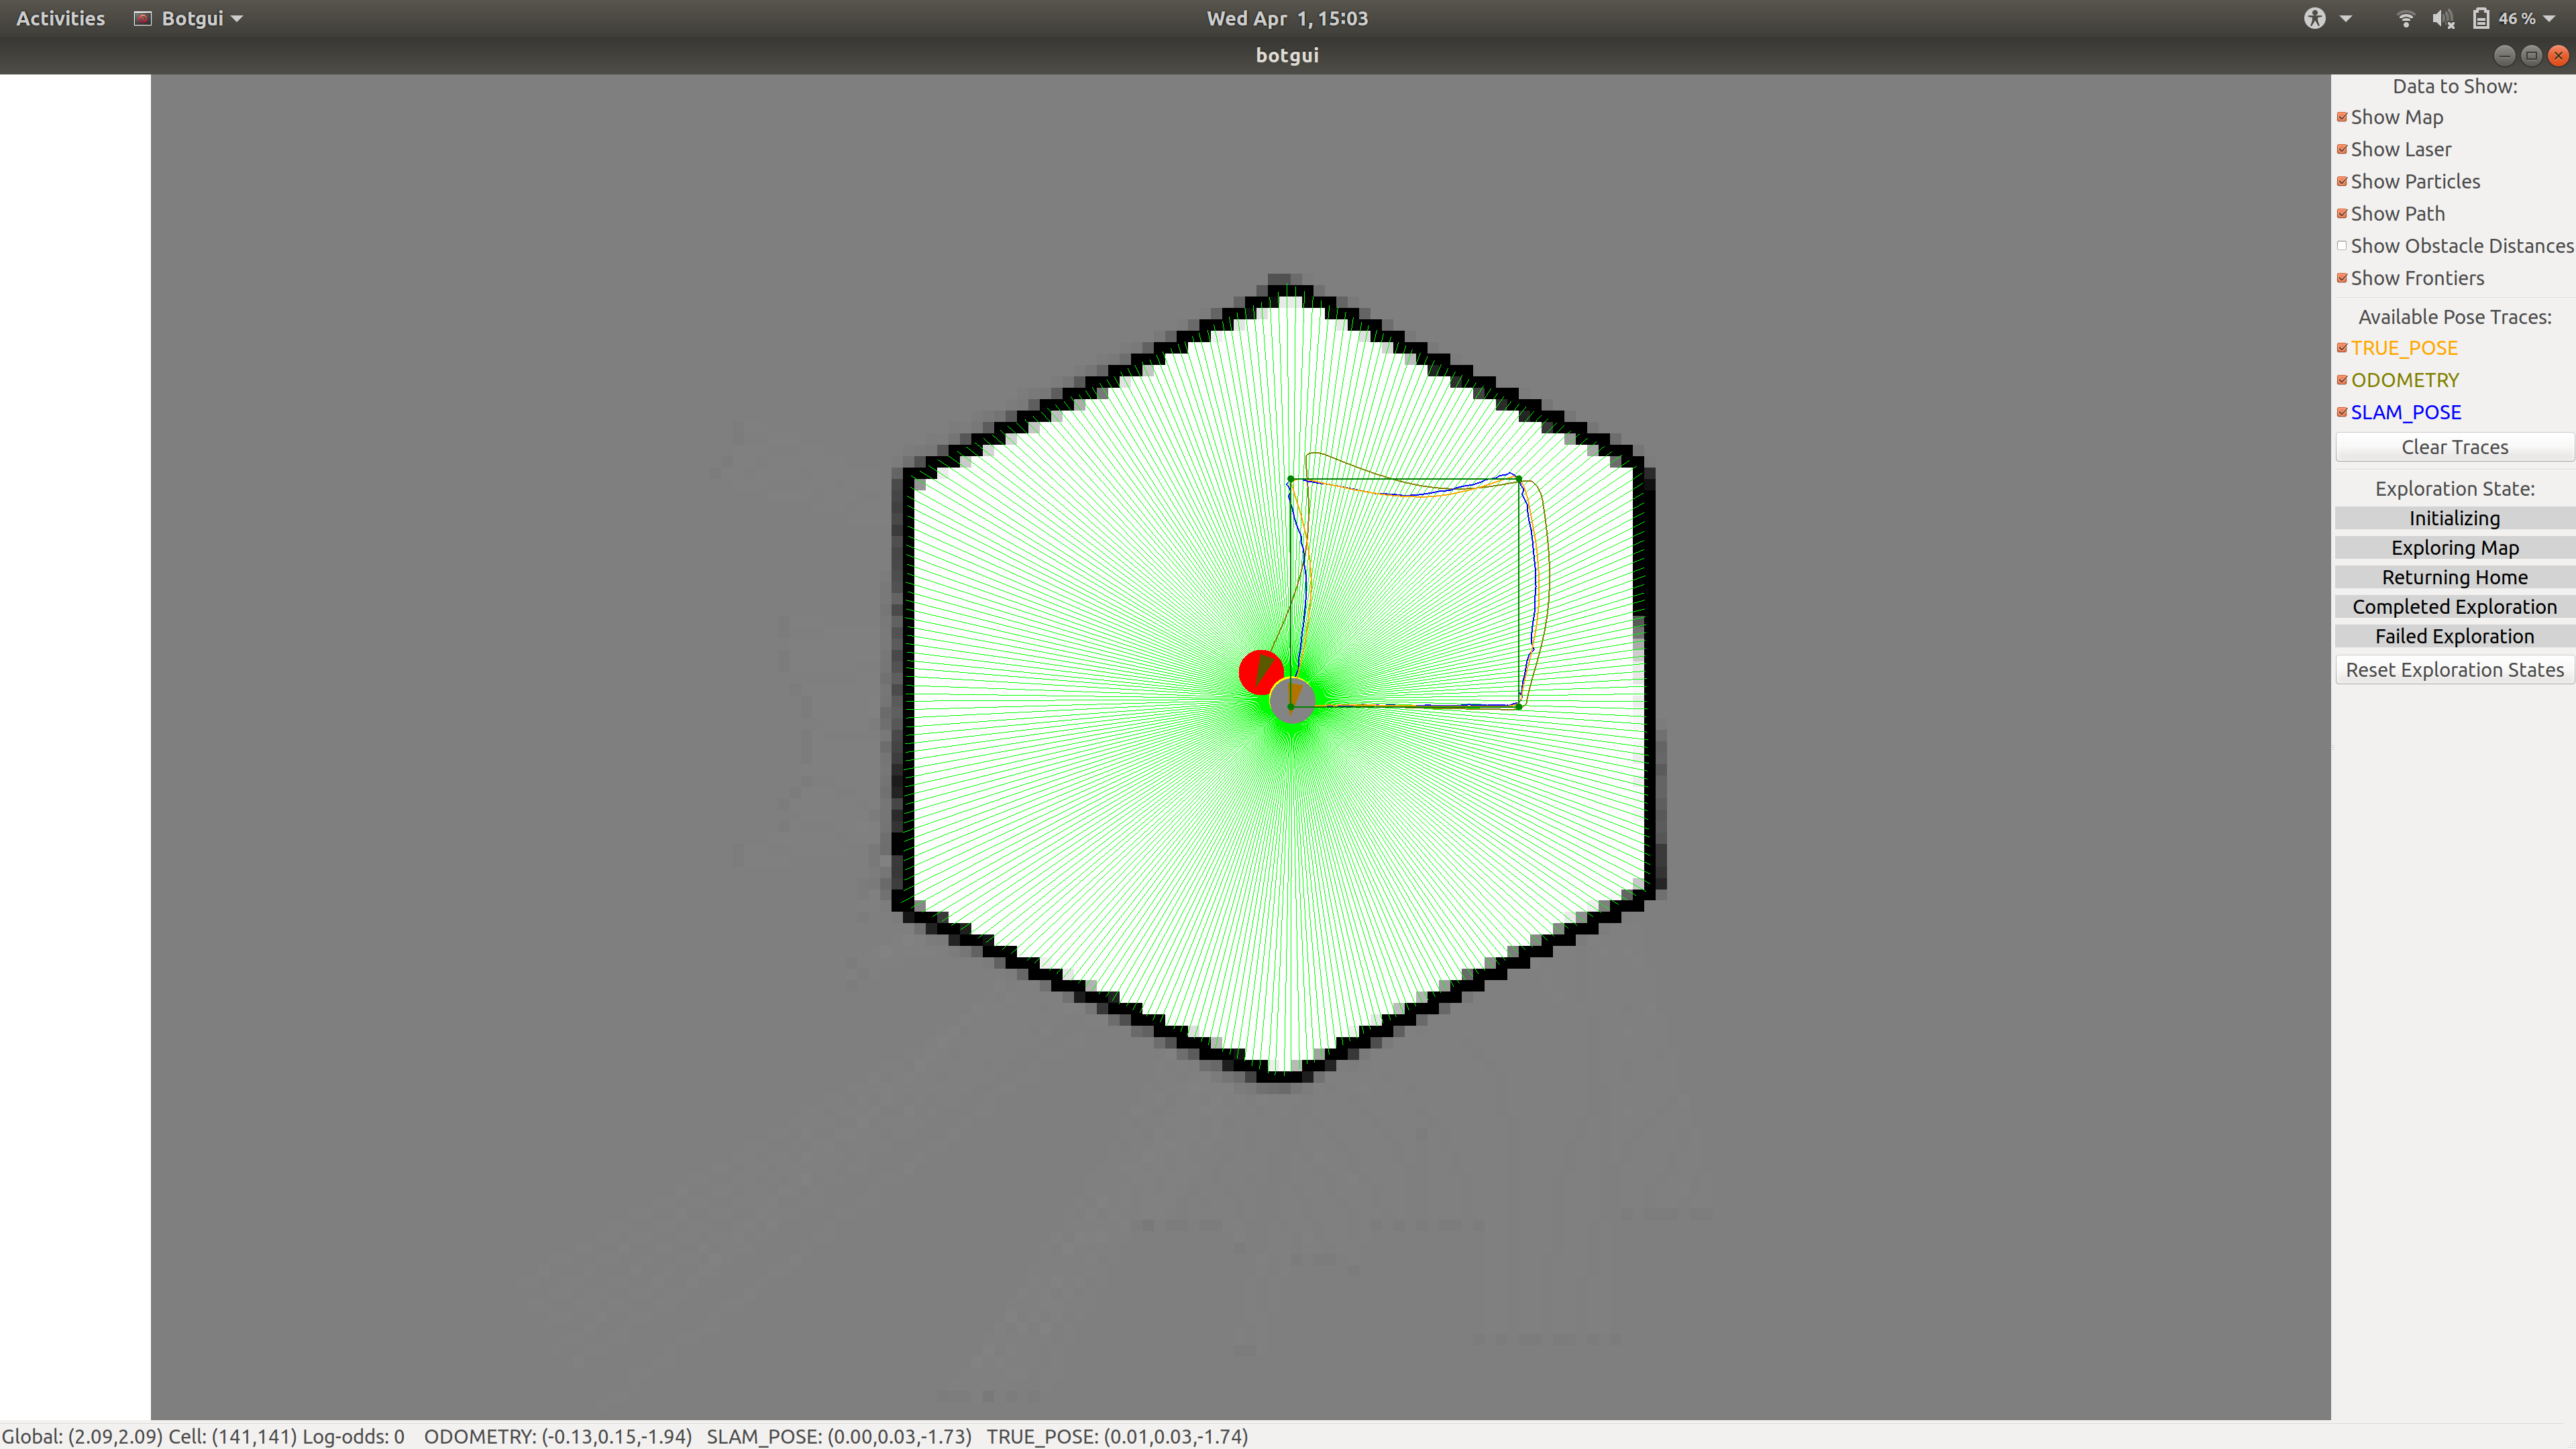 Activities Botgui Wed Apr 1, 15:03 46 %
botgui
Data to Show:
Show Map
Show Laser
Show Particles
Show Path
Show Obstacle Distances
Show Frontiers
Available Pose Traces:
TRUE_POSE
ODOMETRY
SLAM_POSE
Clear Traces
Exploration State:
Initializing
Exploring Map
Returning Home
Completed Exploration
Failed Exploration
Reset Exploration States
Global: (2.09,2.09) Cell: (141,141) Log-odds: 0 ODOMETRY: (-0.13,0.15,-1.94) SLAM_POSE: (0.00,0.03,-1.73) TRUE_POSE: (0.01,0.03,-1.74)